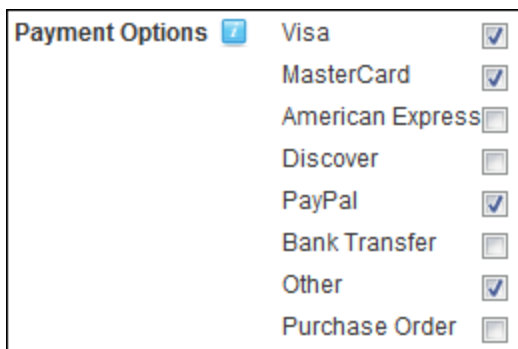 Payment Options i Visa
MasterCard
American Express
Discover
PayPal
Bank Transfer
Other
Purchase Order